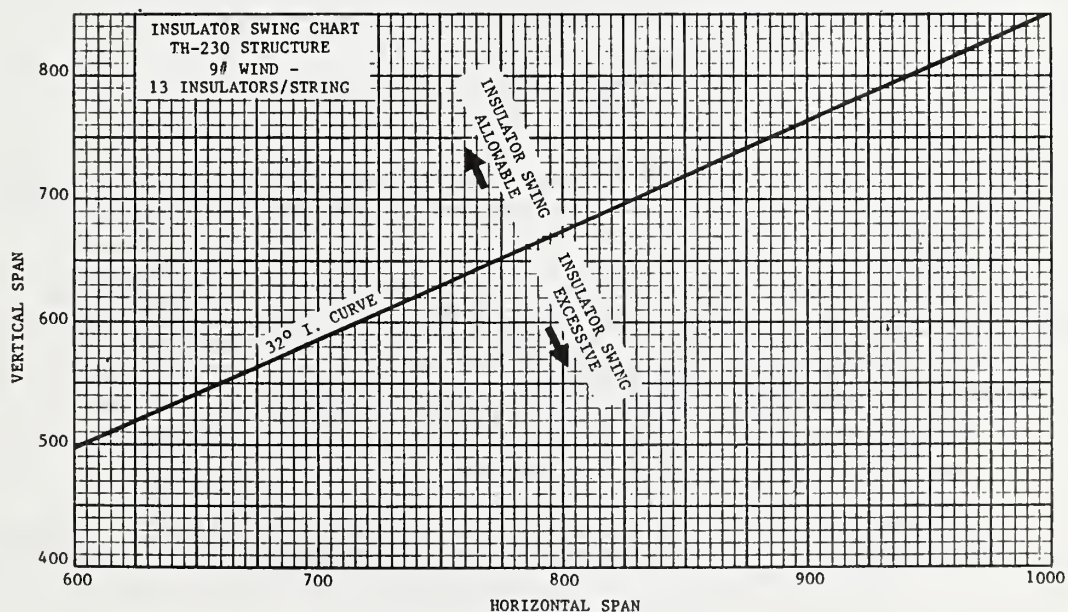 INSULATOR SWING CHART
TH-230 STRUCTURE
9# WIND -
13 INSULATORS/STRING
800
700
600
500
400
VERTICAL SPAN
INSULATOR SWING
ALLOWABLE
32° I. CURVE
INSULATOR SWING
EXCESSIVE
600
700
800
900
1000
HORIZONTAL SPAN